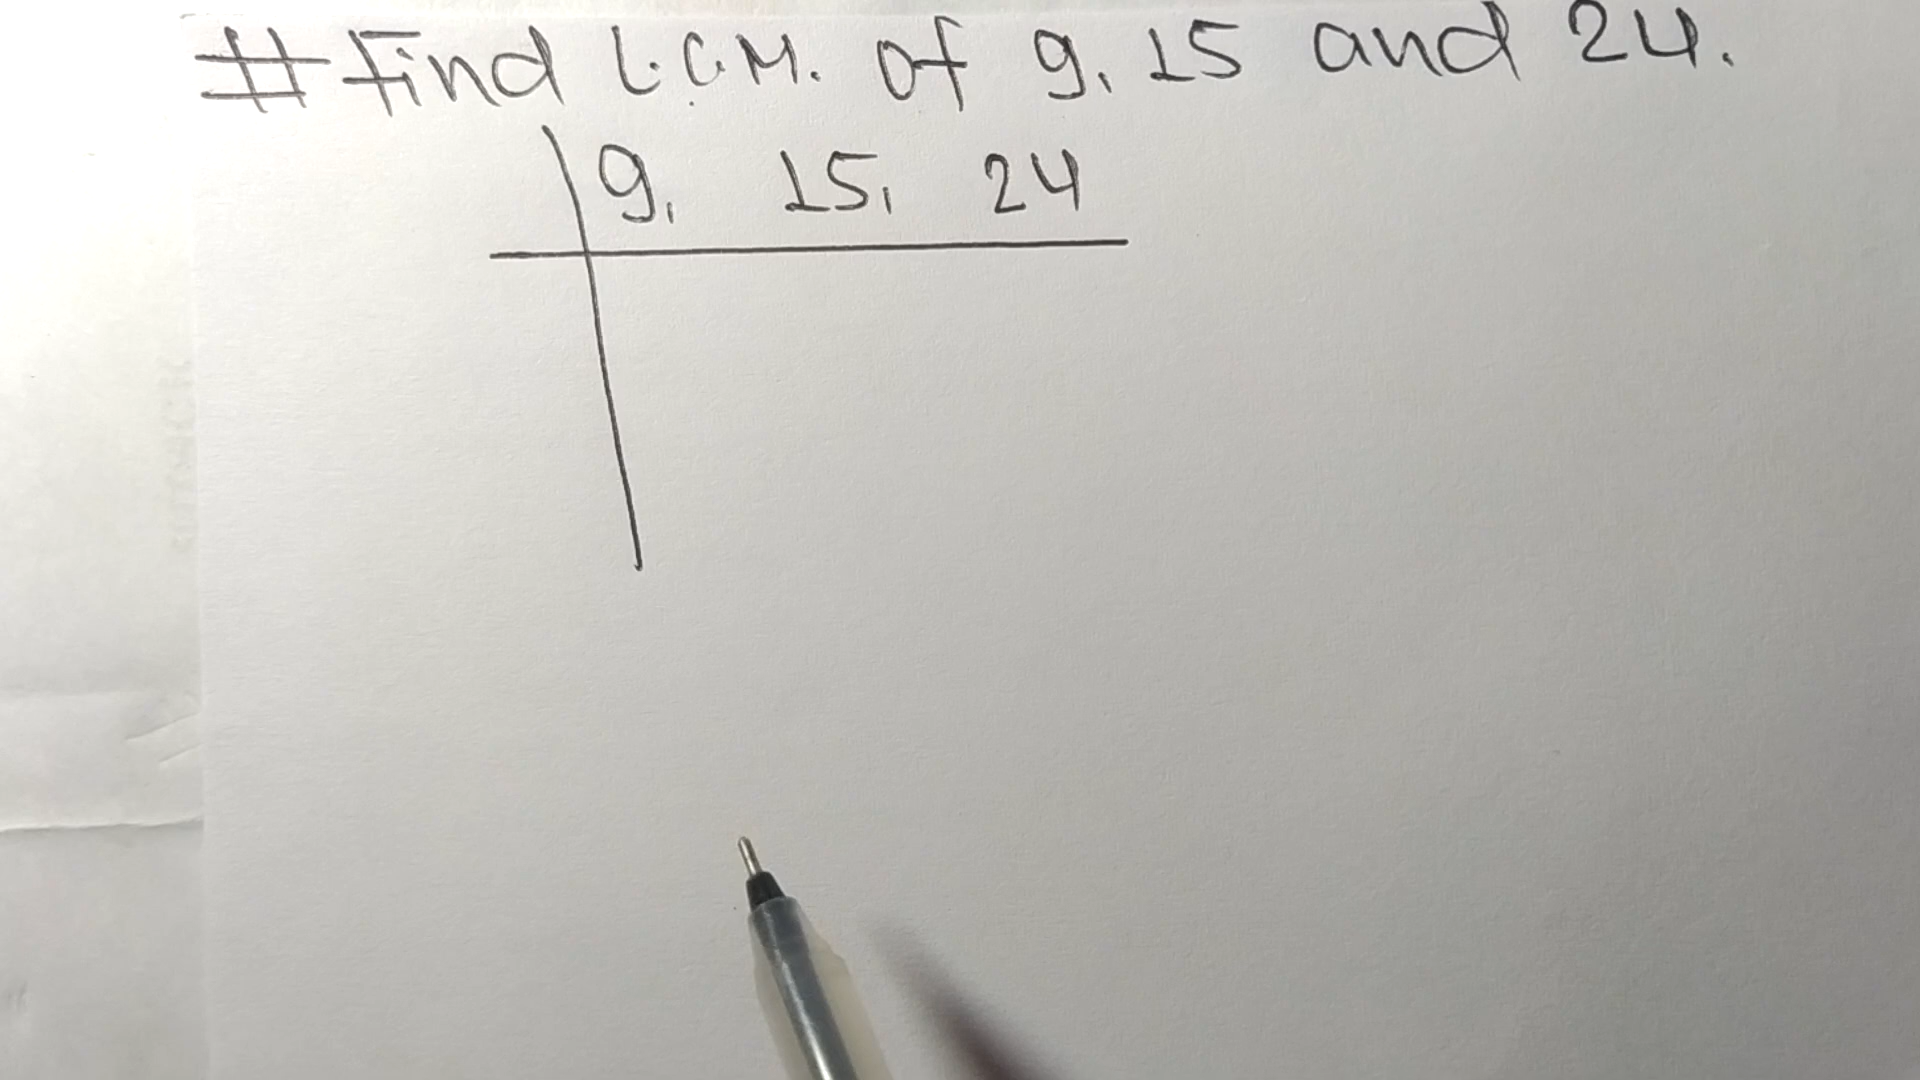 # Find L.C.M. of 9, 15 and 24.
9, 15, 24